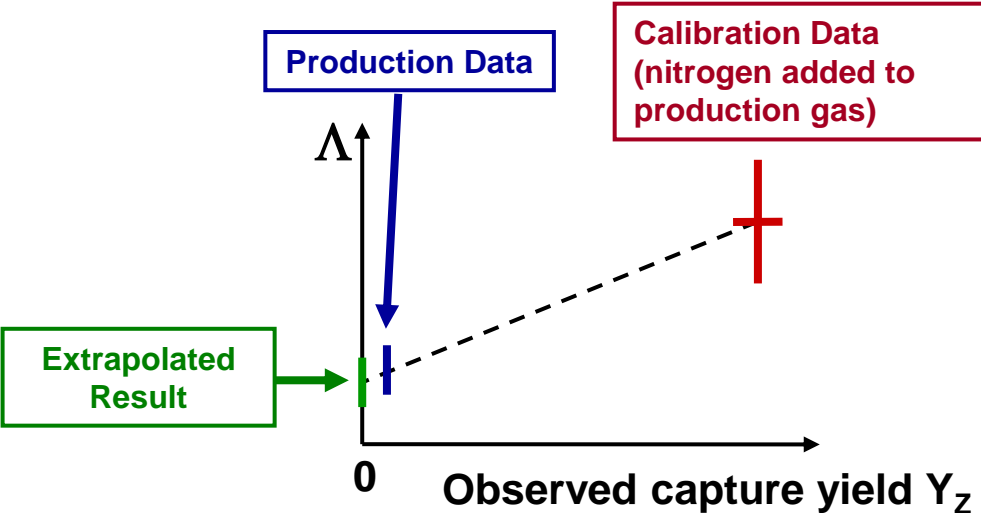 Production Data
Calibration Data
(nitrogen added to
production gas)
Λ
Extrapolated
Result
0
Observed capture yield Y_Z